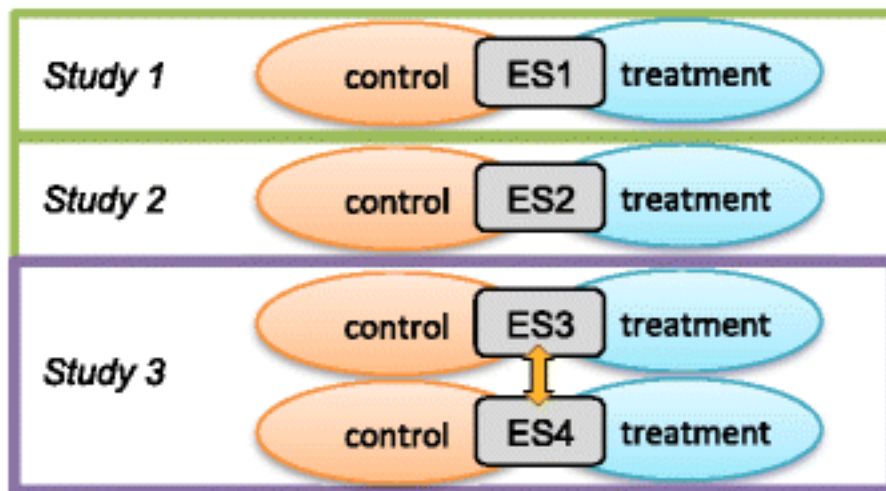 Study 1 control ES1 treatment
Study 2 control ES2 treatment
control ES3 treatment
Study 3
control ES4 treatment